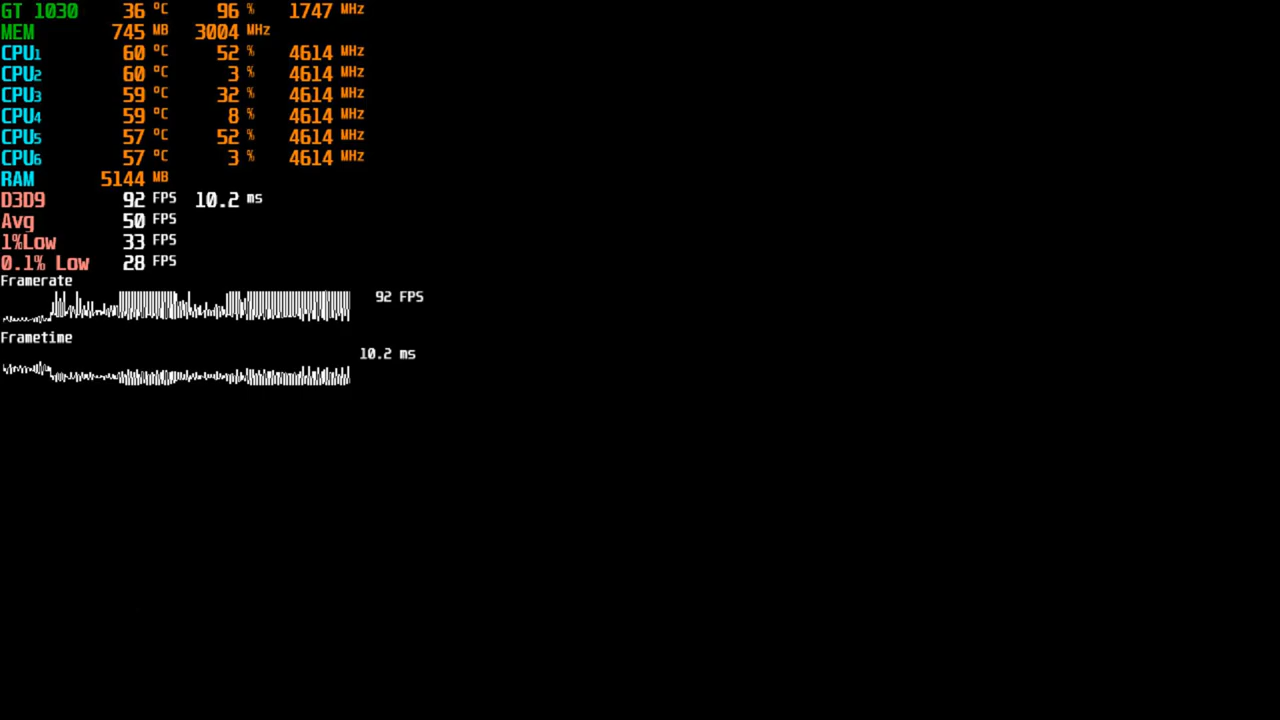 GT 1030 36 °C 96 % 1747 MHz
MEM 745 MB 3004 MHz
CPU1 60 °C 52 % 4614 MHz
CPU2 60 °C 3 % 4614 MHz
CPU3 59 °C 32 % 4614 MHz
CPU4 59 °C 8 % 4614 MHz
CPU5 57 °C 52 % 4614 MHz
CPU6 57 °C 3 % 4614 MHz
RAM 5144 MB
D3D9 92 FPS 10.2 ms
Avg 50 FPS
1%Low 33 FPS
0.1% Low 28 FPS
Framerate
92 FPS
Frametime
10.2 ms